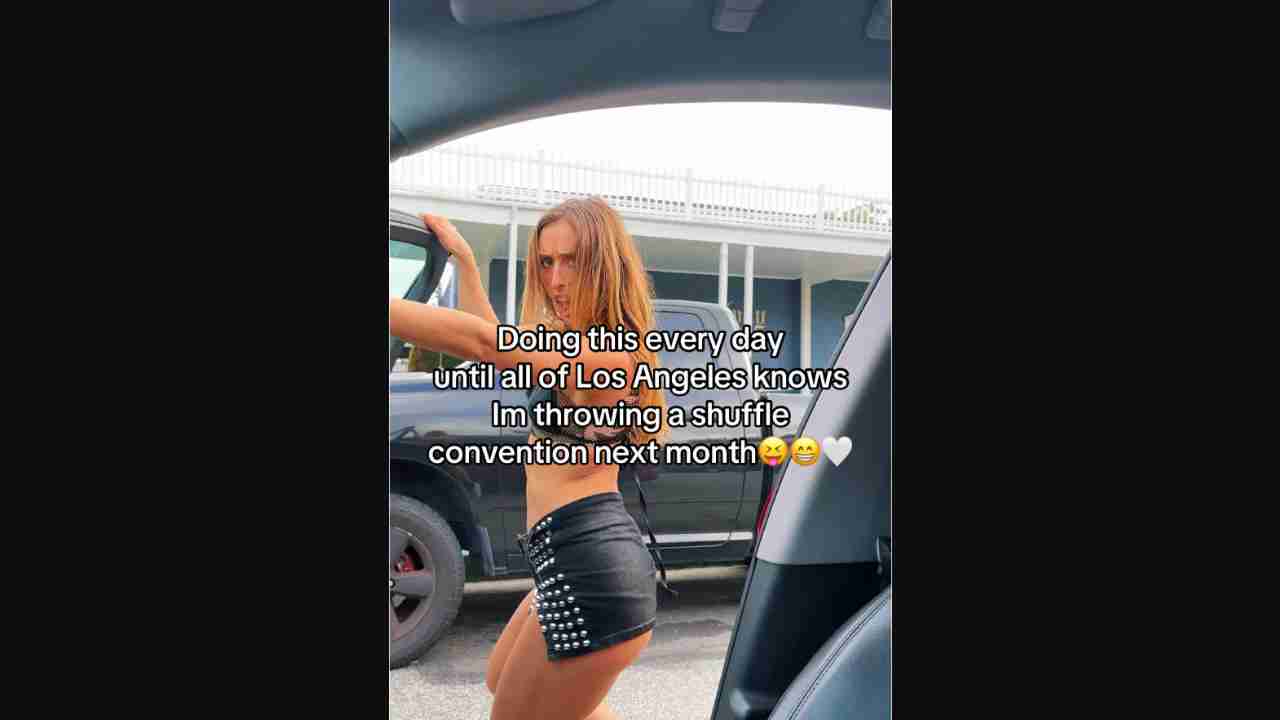 Doing this every day
until all of Los Angeles knows
Im throwing a shuffle
convention next month😝😁🤍